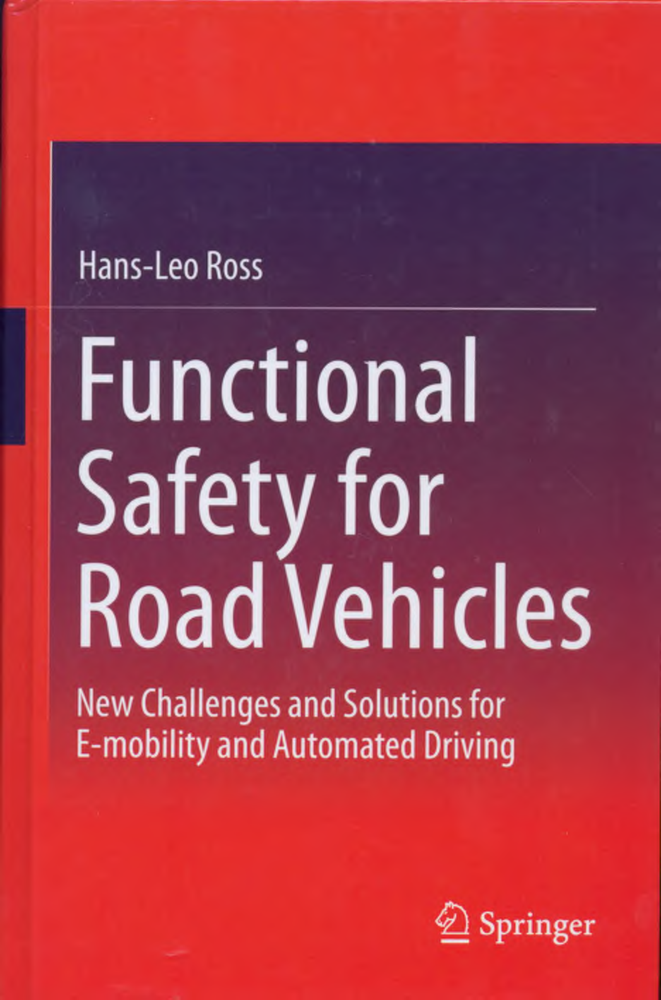 Hans-Leo Ross
Functional
Safety for
Road Vehicles
New Challenges and Solutions for
E-mobility and Automated Driving
Springer